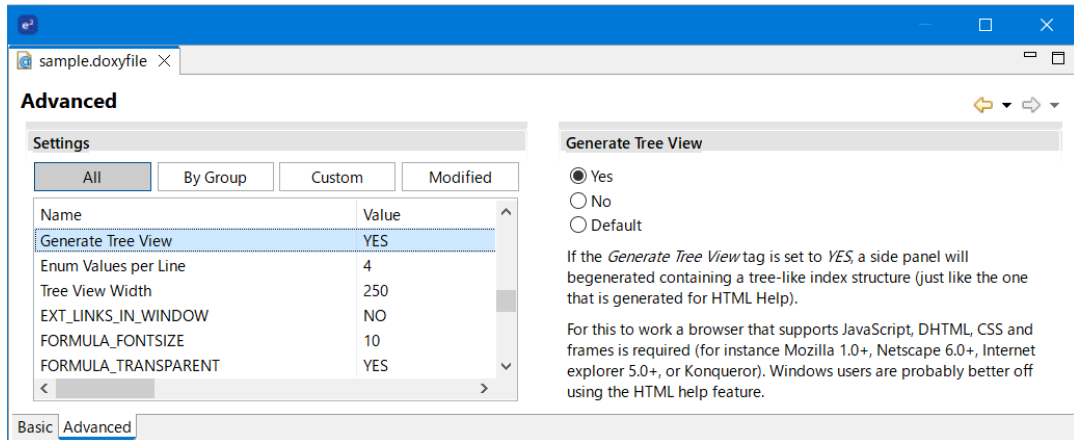 e²
sample.doxyfile
Advanced
Settings
All By Group Custom Modified
Name Value
Generate Tree View YES
Enum Values per Line 4
Tree View Width 250
EXT_LINKS_IN_WINDOW NO
FORMULA_FONTSIZE 10
FORMULA_TRANSPARENT YES
Generate Tree View
Yes
No
Default
If the Generate Tree View tag is set to YES, a side panel will
begenerated containing a tree-like index structure (just like the one
that is generated for HTML Help).
For this to work a browser that supports JavaScript, DHTML, CSS and
frames is required (for instance Mozilla 1.0+, Netscape 6.0+, Internet
explorer 5.0+, or Konqueror). Windows users are probably better off
using the HTML help feature.
Basic Advanced